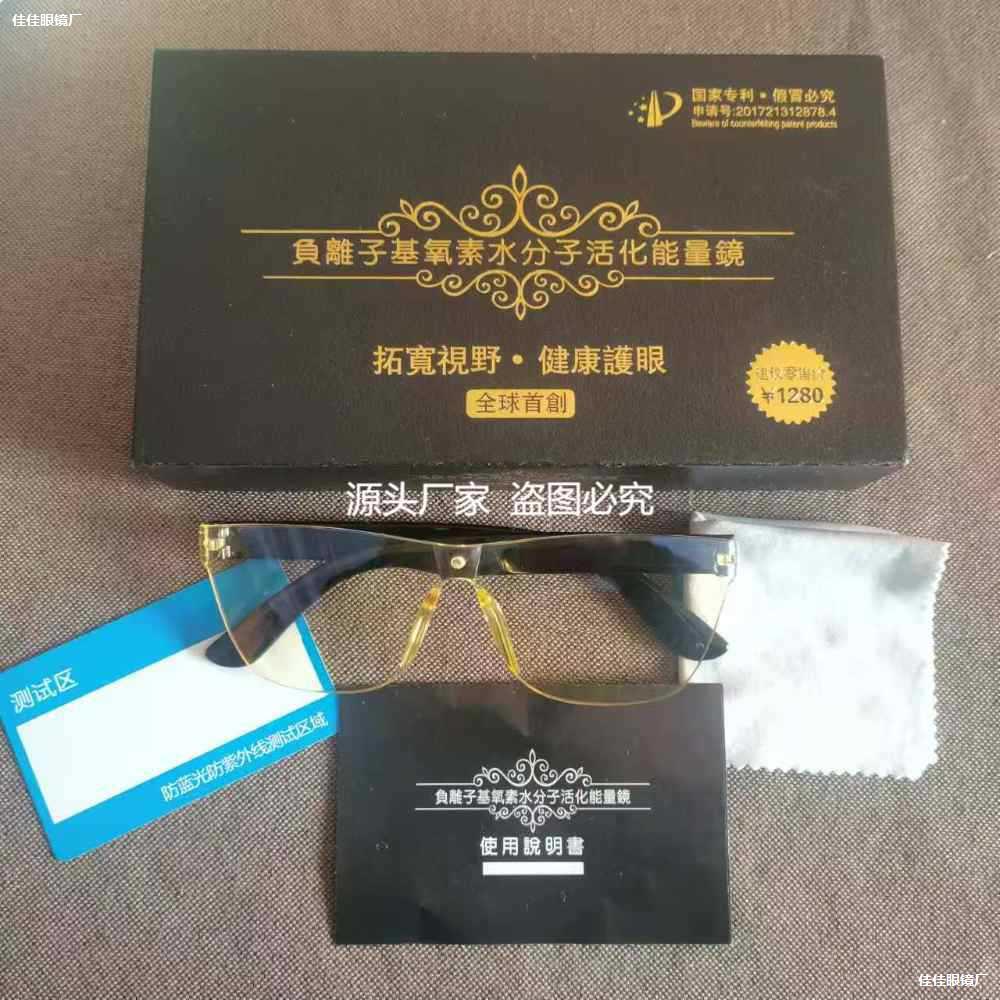 佳佳眼镜厂
国家专利·假冒必究
申请号:201721312878.4
Beware of counterfeiting patent products
負離子基氧素水分子活化能量鏡
拓寬視野·健康護眼
全球首創
¥1280
源头厂家 盗图必究
测试区
防蓝光防紫外线测试区域
負離子基氧素水分子活化能量鏡
使用說明書
佳佳眼镜厂